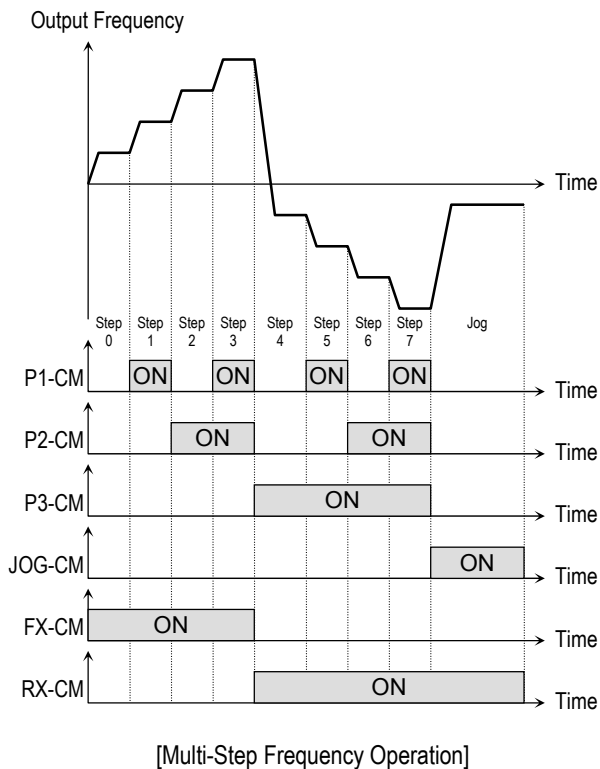 Output Frequency
Time
Step 0 Step 1 Step 2 Step 3 Step 4 Step 5 Step 6 Step 7 Jog
P1-CM ON ON ON ON Time
P2-CM ON ON Time
P3-CM ON Time
JOG-CM ON Time
FX-CM ON Time
RX-CM ON Time
[Multi-Step Frequency Operation]